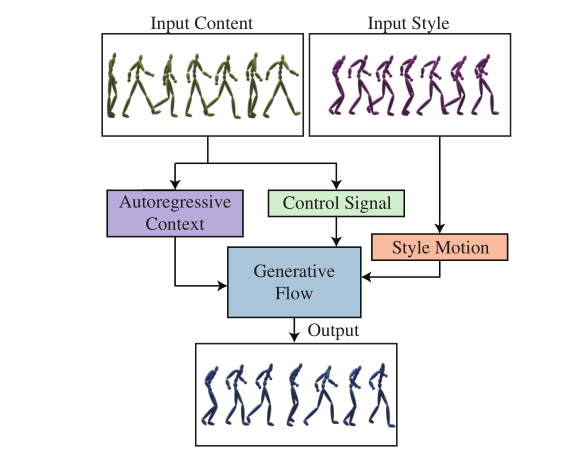 Input Content
Input Style
Autoregressive
Context
Control Signal
Style Motion
Generative
Flow
Output